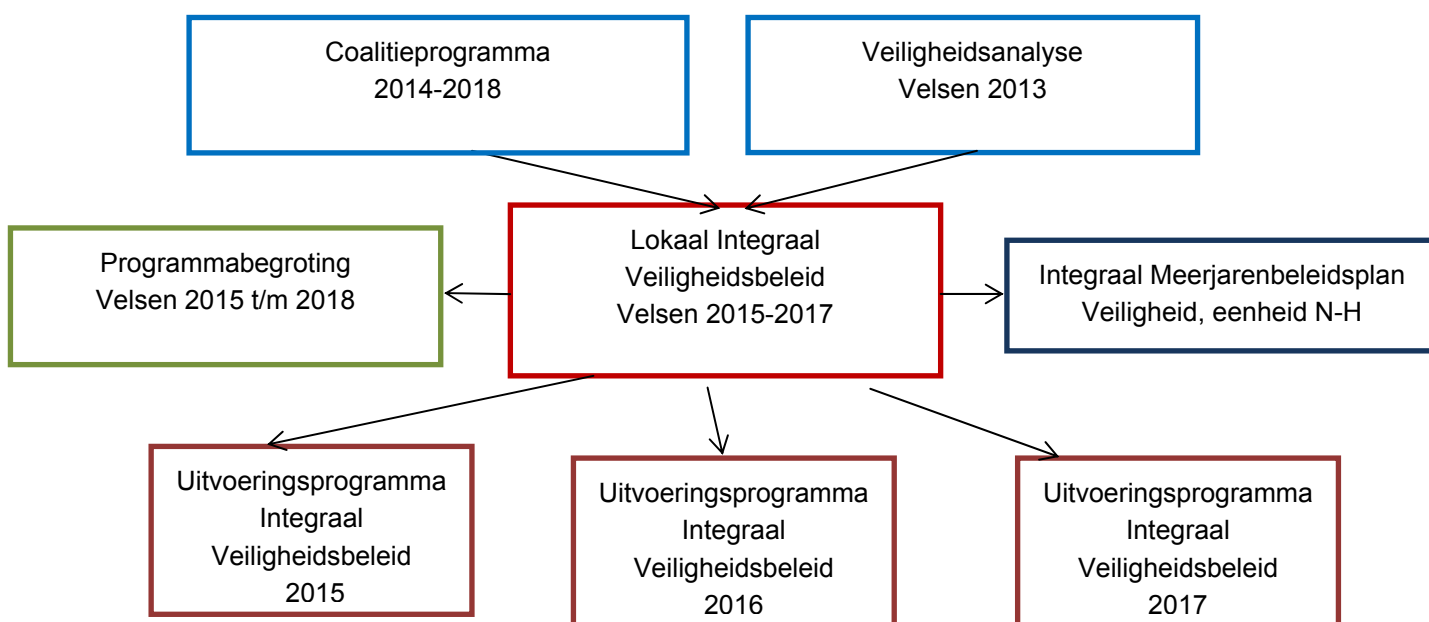 Coalitieprogramma
2014-2018
Veiligheidsanalyse
Velsen 2013
Programmabegroting
Velsen 2015 t/m 2018
Lokaal Integraal
Veiligheidsbeleid
Velsen 2015-2017
Integraal Meerjarenbeleidsplan
Veiligheid, eenheid N-H
Uitvoeringsprogramma
Integraal
Veiligheidsbeleid
2015
Uitvoeringsprogramma
Integraal
Veiligheidsbeleid
2016
Uitvoeringsprogramma
Integraal
Veiligheidsbeleid
2017